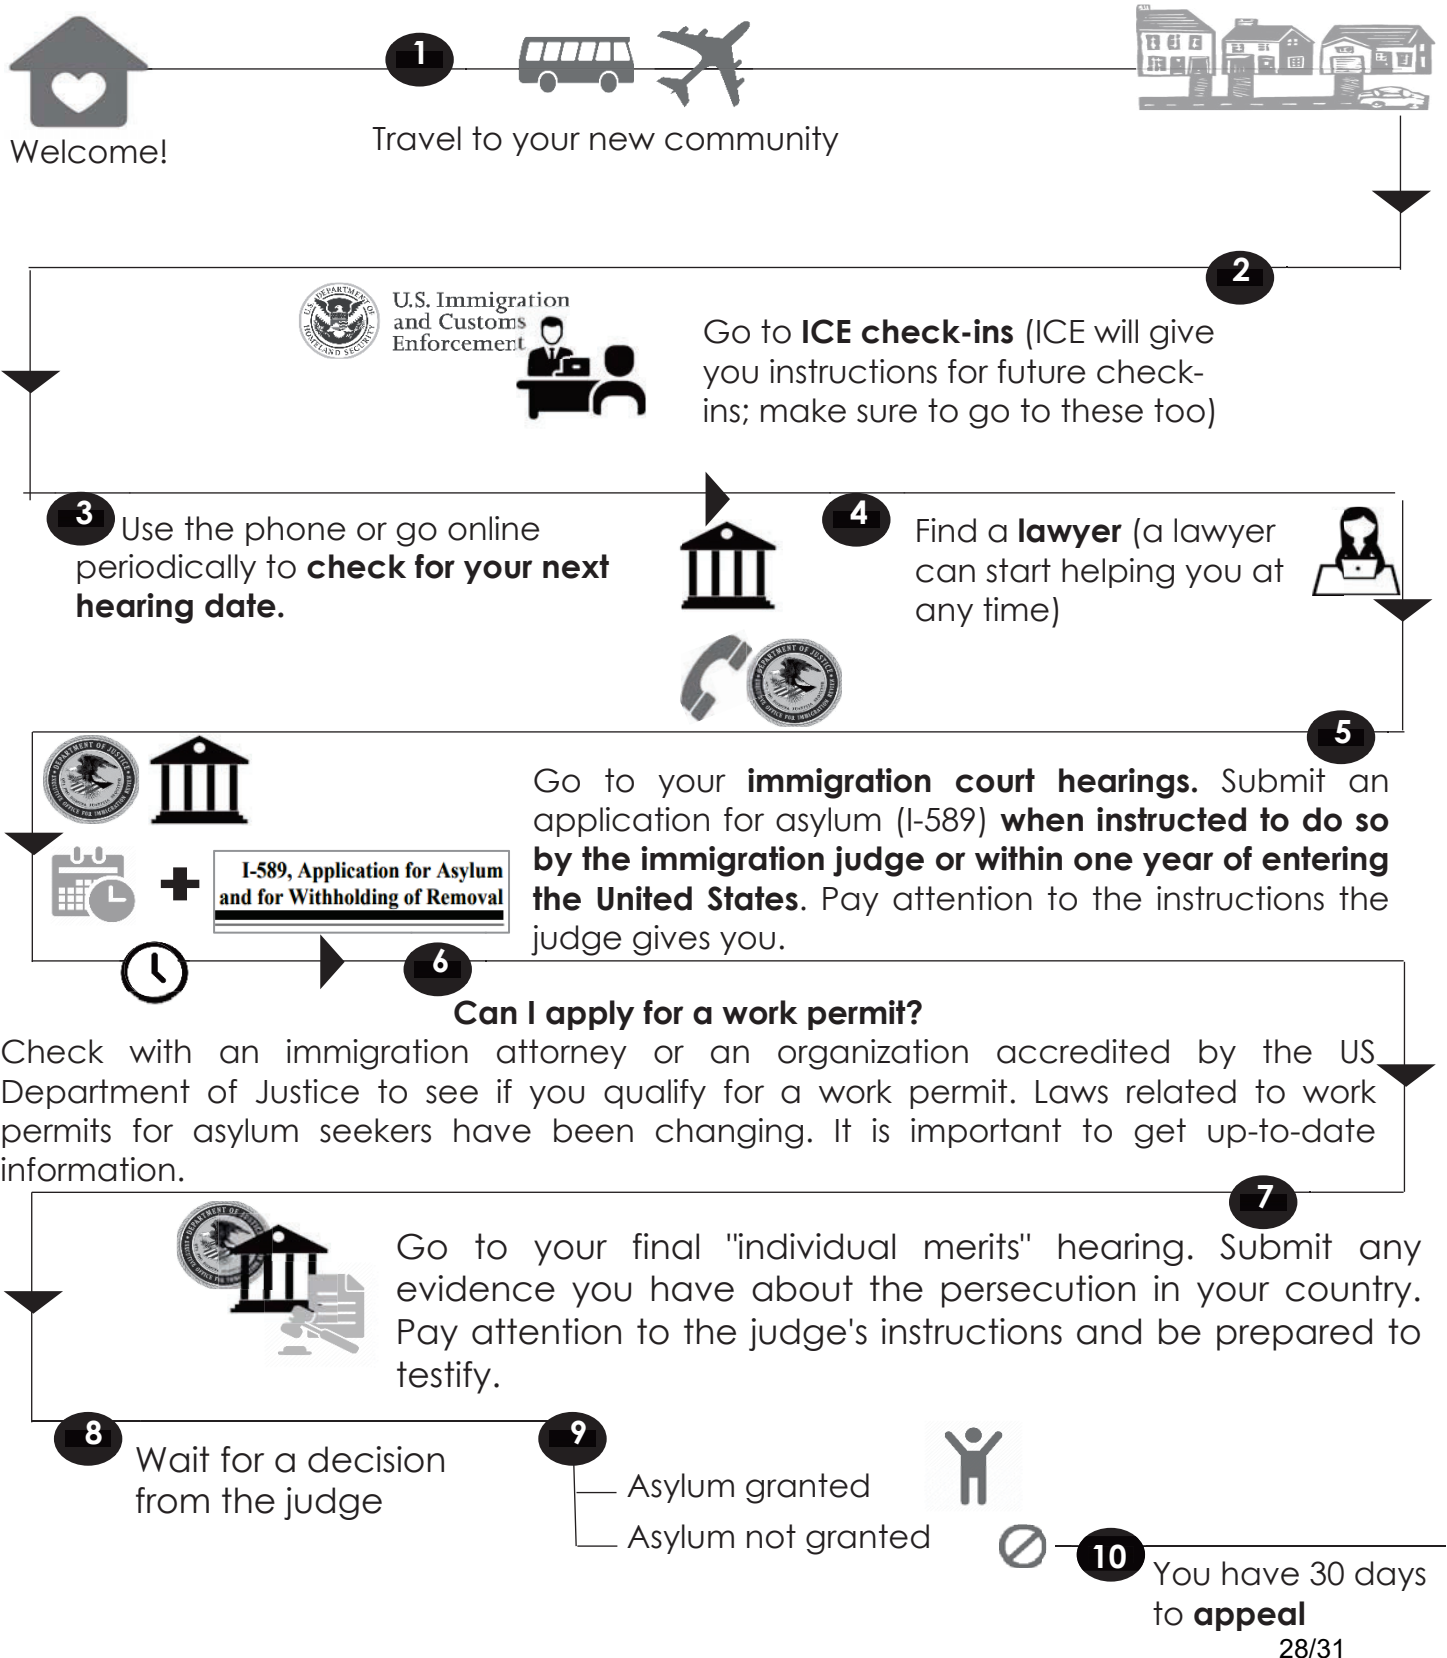 1
Welcome!
Travel to your new community
2
U.S. Immigration
and Customs
Enforcement
U.S. DEPARTMENT OF
HOMELAND SECURITY
Go to ICE check-ins (ICE will give
you instructions for future check-
ins; make sure to go to these too)
3
Use the phone or go online
periodically to check for your next
hearing date.
4
Find a lawyer (a lawyer
can start helping you at
any time)
DEPARTMENT OF JUSTICE
5
DEPARTMENT OF JUSTICE
I-589, Application for Asylum
and for Withholding of Removal
Go to your immigration court hearings. Submit an
application for asylum (I-589) when instructed to do so
by the immigration judge or within one year of entering
the United States. Pay attention to the instructions the
judge gives you.
6
Can I apply for a work permit?
Check with an immigration attorney or an organization accredited by the US
Department of Justice to see if you qualify for a work permit. Laws related to work
permits for asylum seekers have been changing. It is important to get up-to-date
information.
7
Go to your final "individual merits" hearing. Submit any
evidence you have about the persecution in your country.
Pay attention to the judge's instructions and be prepared to
testify.
8
Wait for a decision
from the judge
9
Asylum granted
Asylum not granted
10
You have 30 days
to appeal
28/31